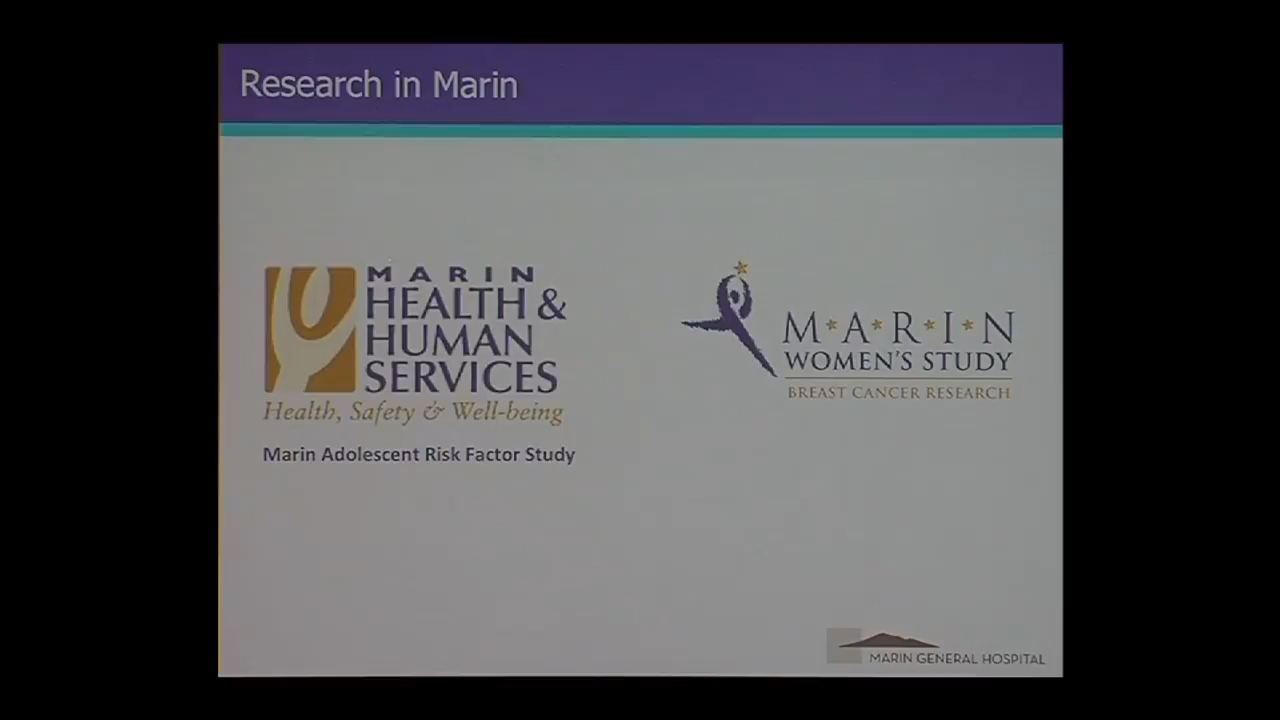 Research in Marin
MARIN
HEALTH &
HUMAN
SERVICES
Health, Safety & Well-being
Marin Adolescent Risk Factor Study
M★A★R★I★N
WOMEN'S STUDY
BREAST CANCER RESEARCH
MARIN GENERAL HOSPITAL